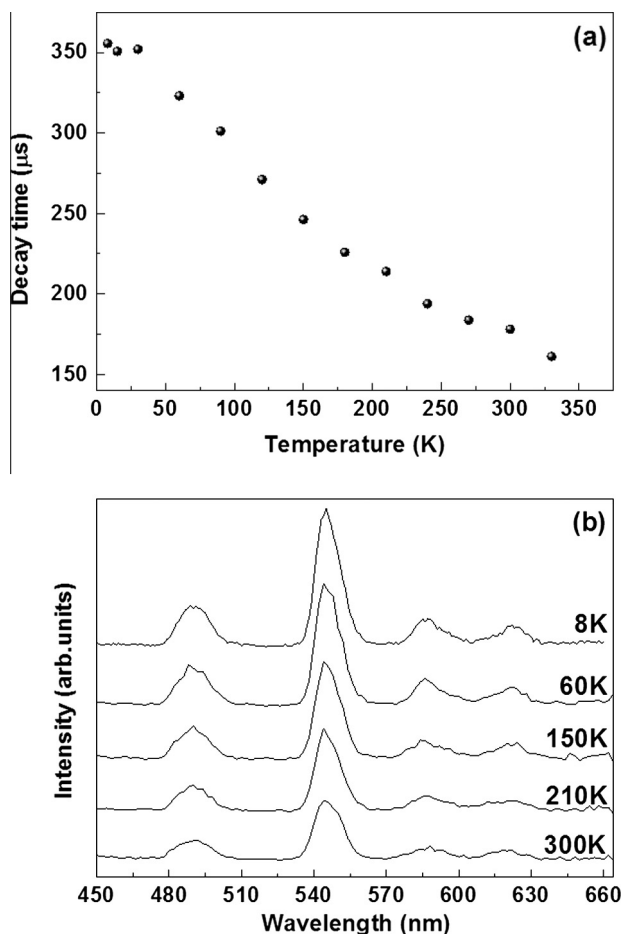 (a)
350
300
250
200
150
Decay time (μs)
0 50 100 150 200 250 300 350
Temperature (K)
(b)
8K
60K
150K
210K
300K
Intensity (arb.units)
450 480 510 540 570 600 630 660
Wavelength (nm)